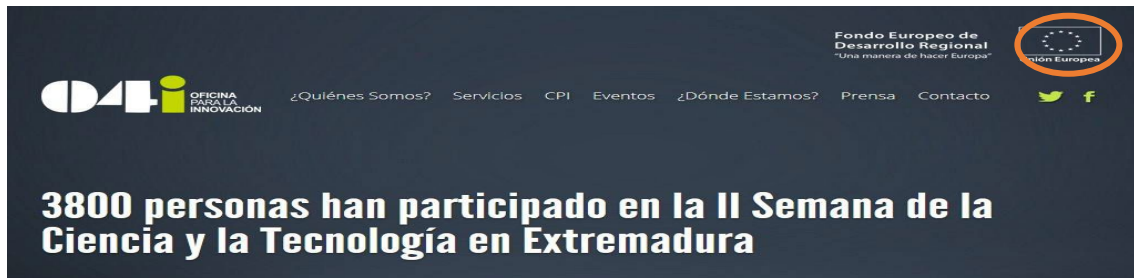 Fondo Europeo de
Desarrollo Regional
"Una manera de hacer Europa"
Unión Europea
O4i
OFICINA
PARA LA
INNOVACIÓN
¿Quiénes Somos? Servicios CPI Eventos ¿Dónde Estamos? Prensa Contacto
3800 personas han participado en la II Semana de la
Ciencia y la Tecnología en Extremadura